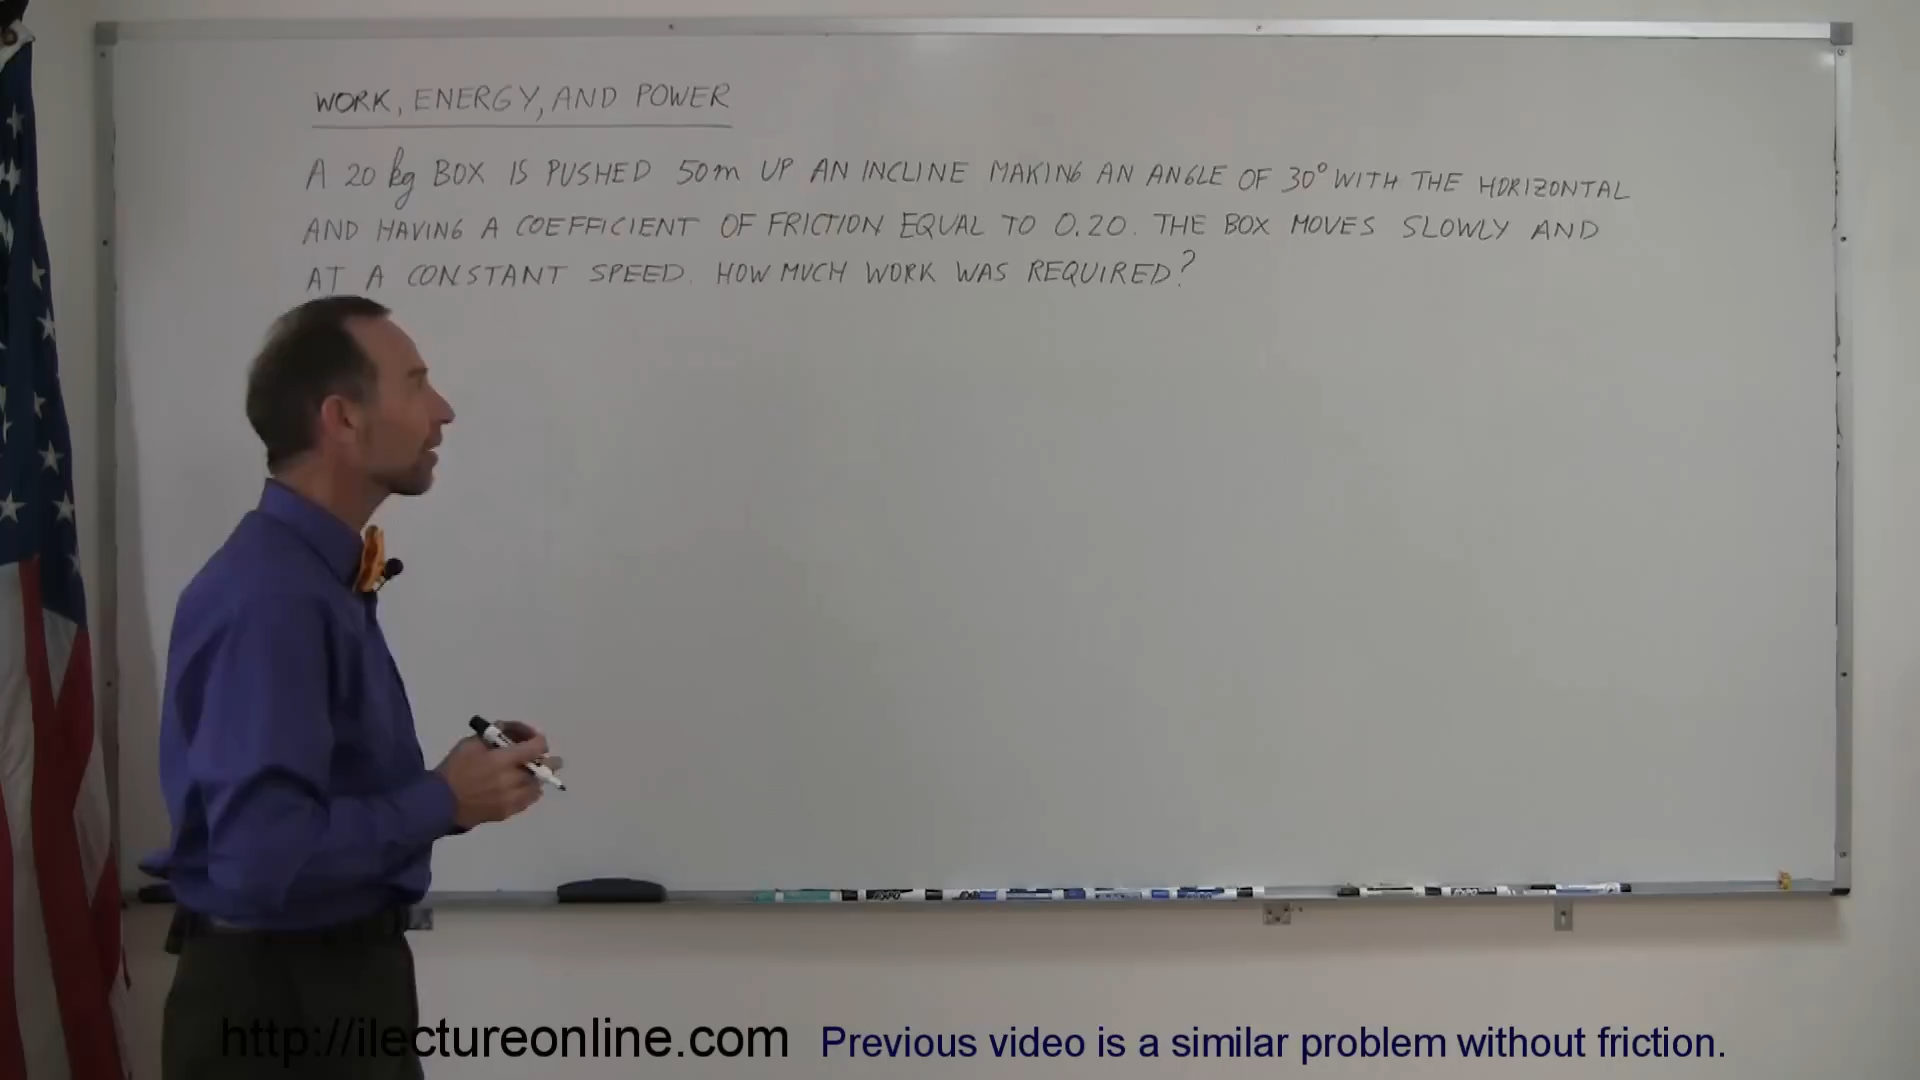 WORK, ENERGY, AND POWER
A 20 kg BOX IS PUSHED 50m UP AN INCLINE MAKING AN ANGLE OF 30° WITH THE HORIZONTAL
AND HAVING A COEFFICIENT OF FRICTION EQUAL TO 0.20. THE BOX MOVES SLOWLY AND
AT A CONSTANT SPEED. HOW MUCH WORK WAS REQUIRED?
EXPO
http://ilectureonline.com Previous video is a similar problem without friction.